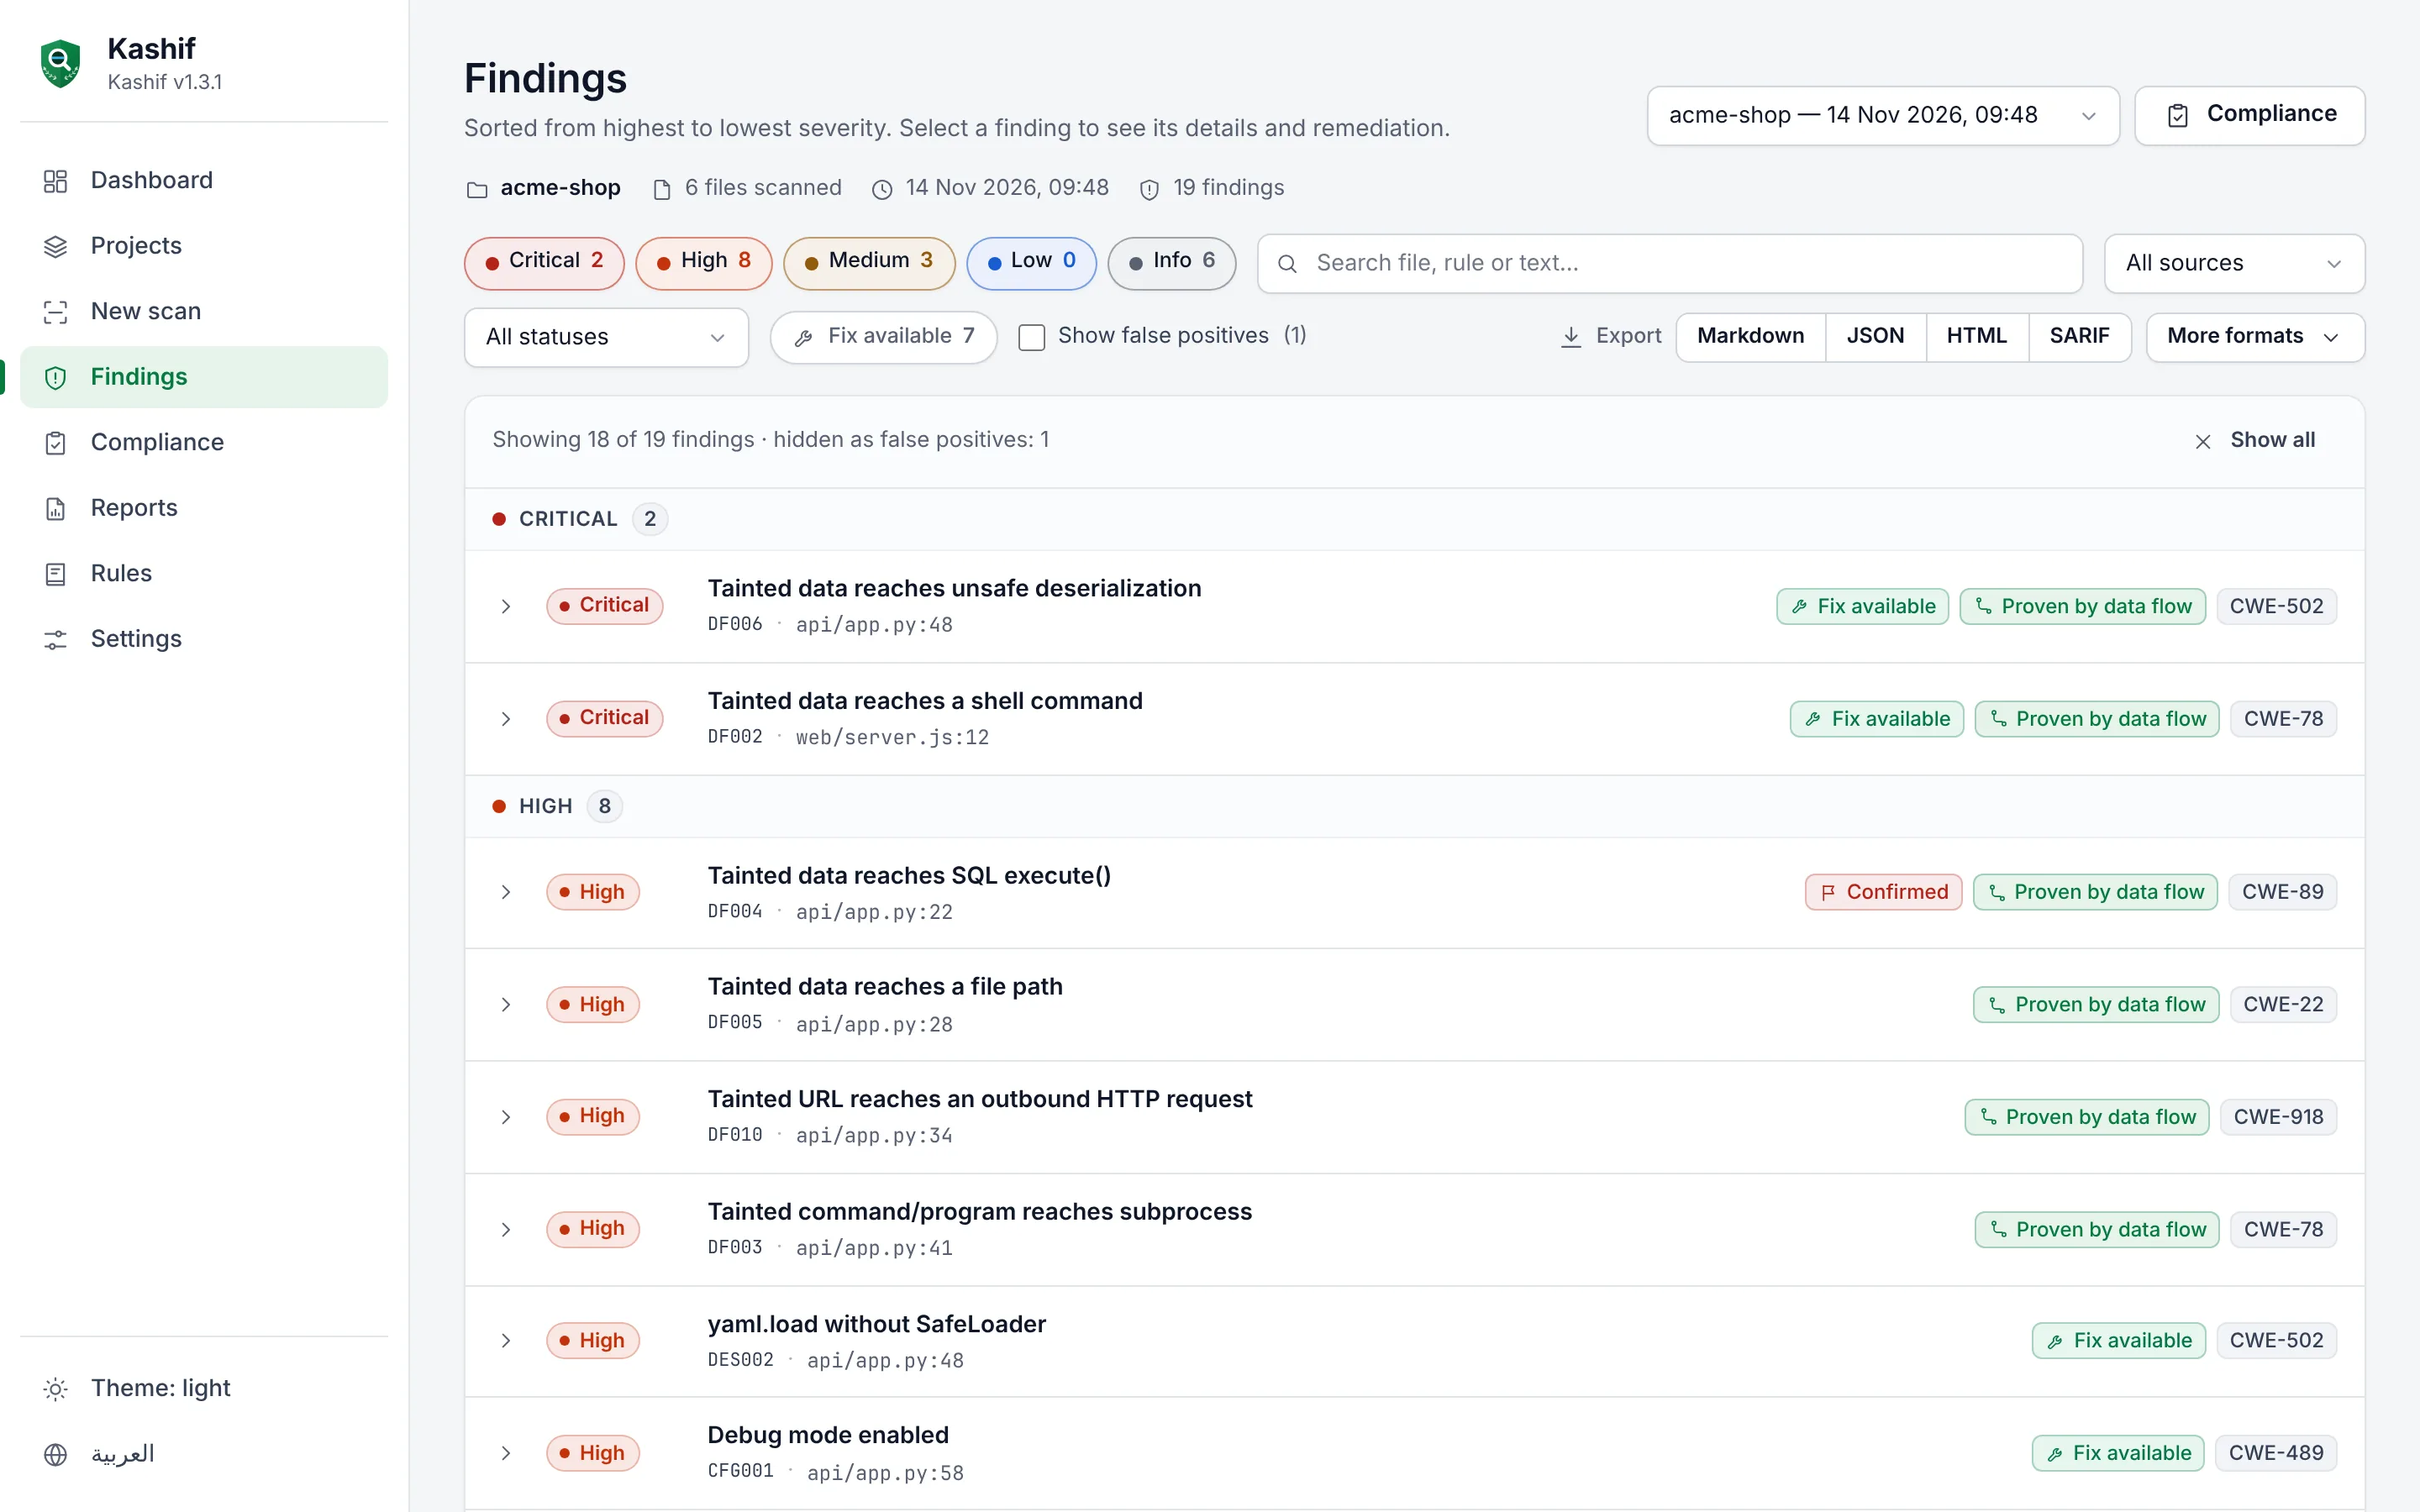 Kashif
Kashif v1.3.1
Dashboard
Projects
New scan
Findings
Compliance
Reports
Rules
Settings
Theme: light
العربية
Findings
Sorted from highest to lowest severity. Select a finding to see its details and remediation.
acme-shop — 14 Nov 2026, 09:48
Compliance
acme-shop 6 files scanned 14 Nov 2026, 09:48 19 findings
Critical 2 High 8 Medium 3 Low 0 Info 6 Search file, rule or text... All sources
All statuses Fix available 7 Show false positives (1) Export Markdown JSON HTML SARIF More formats
Showing 18 of 19 findings · hidden as false positives: 1 Show all
CRITICAL 2
Critical Tainted data reaches unsafe deserialization Fix available Proven by data flow CWE-502
DF006 · api/app.py:48
Critical Tainted data reaches a shell command Fix available Proven by data flow CWE-78
DF002 · web/server.js:12
HIGH 8
High Tainted data reaches SQL execute() Confirmed Proven by data flow CWE-89
DF004 · api/app.py:22
High Tainted data reaches a file path Proven by data flow CWE-22
DF005 · api/app.py:28
High Tainted URL reaches an outbound HTTP request Proven by data flow CWE-918
DF010 · api/app.py:34
High Tainted command/program reaches subprocess Proven by data flow CWE-78
DF003 · api/app.py:41
High yaml.load without SafeLoader Fix available CWE-502
DES002 · api/app.py:48
High Debug mode enabled Fix available CWE-489
CFG001 · api/app.py:58